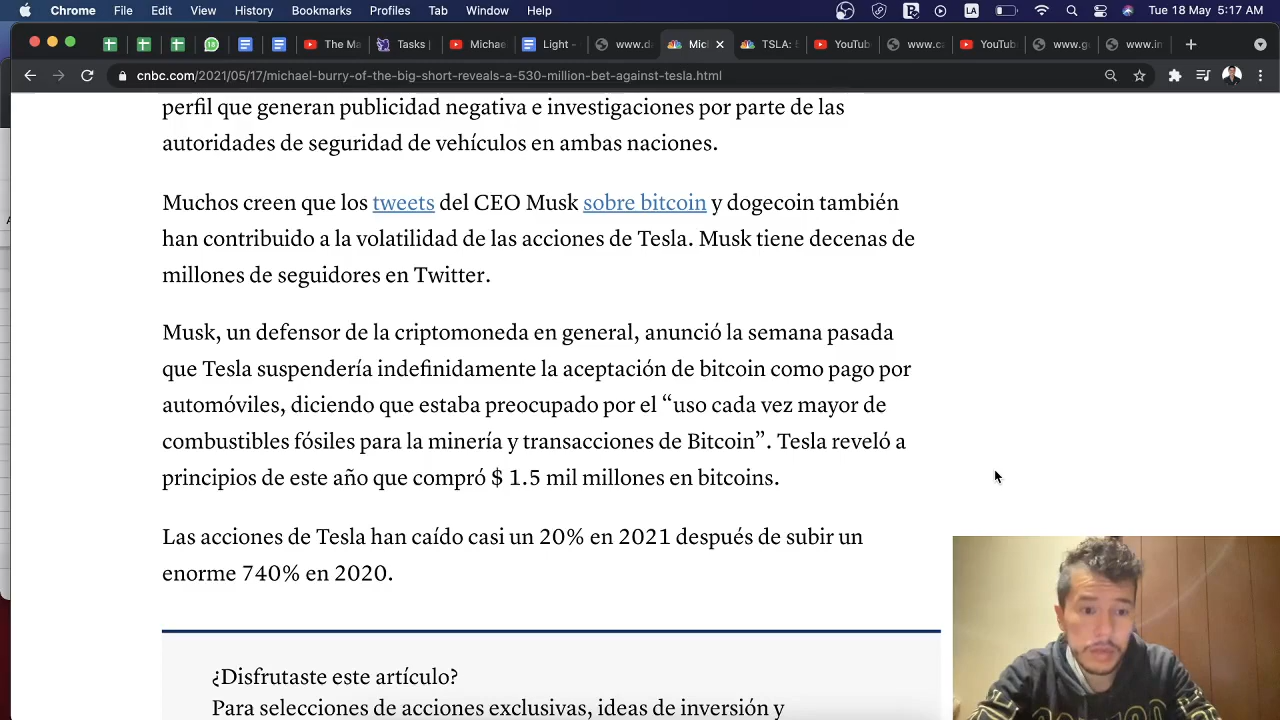 Chrome File Edit View History Bookmarks Profiles Tab Window Help LA Tue 18 May 5:17 AM
The Ma Tasks Michae Light - www.d Mic TSLA: E YouTub www.c YouTub www.g www.in
cnbc.com/2021/05/17/michael-burry-of-the-big-short-reveals-a-530-million-bet-against-tesla.html
perfil que generan publicidad negativa e investigaciones por parte de las
autoridades de seguridad de vehículos en ambas naciones.
Muchos creen que los tweets del CEO Musk sobre bitcoin y dogecoin también
han contribuido a la volatilidad de las acciones de Tesla. Musk tiene decenas de
millones de seguidores en Twitter.
Musk, un defensor de la criptomoneda en general, anunció la semana pasada
que Tesla suspendería indefinidamente la aceptación de bitcoin como pago por
automóviles, diciendo que estaba preocupado por el “uso cada vez mayor de
combustibles fósiles para la minería y transacciones de Bitcoin”. Tesla reveló a
principios de este año que compró $ 1.5 mil millones en bitcoins.
Las acciones de Tesla han caído casi un 20% en 2021 después de subir un
enorme 740% en 2020.
¿Disfrutaste este artículo?
Para selecciones de acciones exclusivas, ideas de inversión y